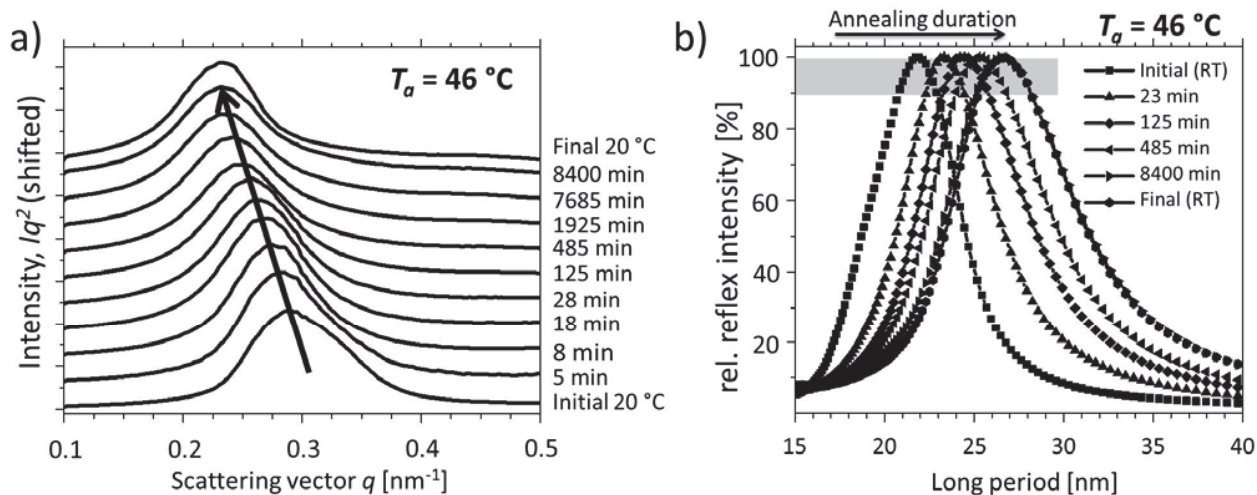 a)
Intensity, Iq² (shifted)
Tₐ = 46 °C
Final 20 °C
8400 min
7685 min
1925 min
485 min
125 min
28 min
18 min
8 min
5 min
Initial 20 °C
0.1 0.2 0.3 0.4 0.5
Scattering vector q [nm⁻¹]
b)
Annealing duration
Tₐ = 46 °C
rel. reflex intensity [%]
100
80
60
40
20
Initial (RT)
23 min
125 min
485 min
8400 min
Final (RT)
15 20 25 30 35 40
Long period [nm]